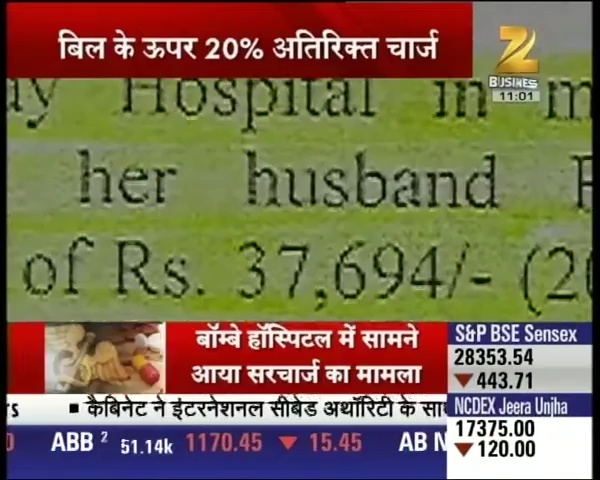 बिल के ऊपर 20% अतिरिक्त चार्ज
ZEE
BUSINESS
11:01
Hospital in
her husband
of Rs. 37,694/-
बॉम्बे हॉस्पिटल में सामने
आया सरचार्ज का मामला
S&P BSE Sensex
28353.54
▼ 443.71
▪ कैबिनेट ने इंटरनेशनल सीबेड अथॉरिटी के
NCDEX Jeera Unjha
17375.00
▼ 120.00
ABB 2 51.14k 1170.45 ▼ 15.45 AB N